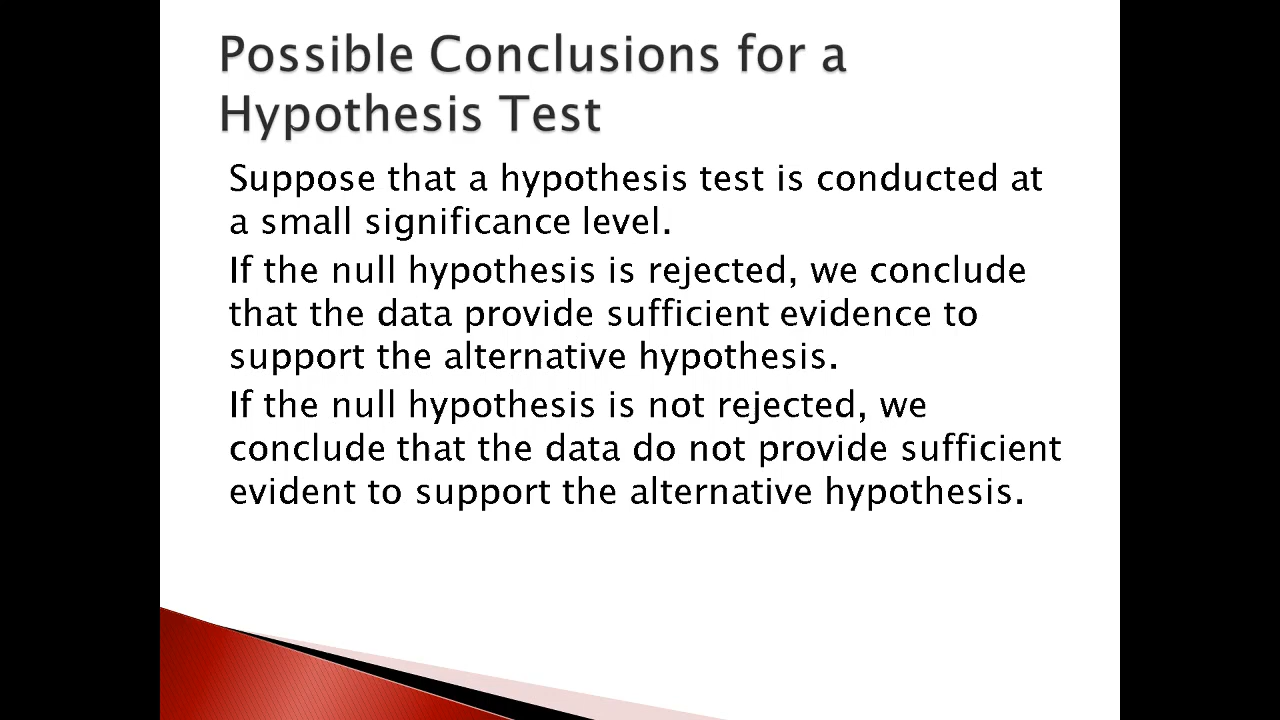 Possible Conclusions for a
Hypothesis Test
Suppose that a hypothesis test is conducted at
a small significance level.
If the null hypothesis is rejected, we conclude
that the data provide sufficient evidence to
support the alternative hypothesis.
If the null hypothesis is not rejected, we
conclude that the data do not provide sufficient
evident to support the alternative hypothesis.